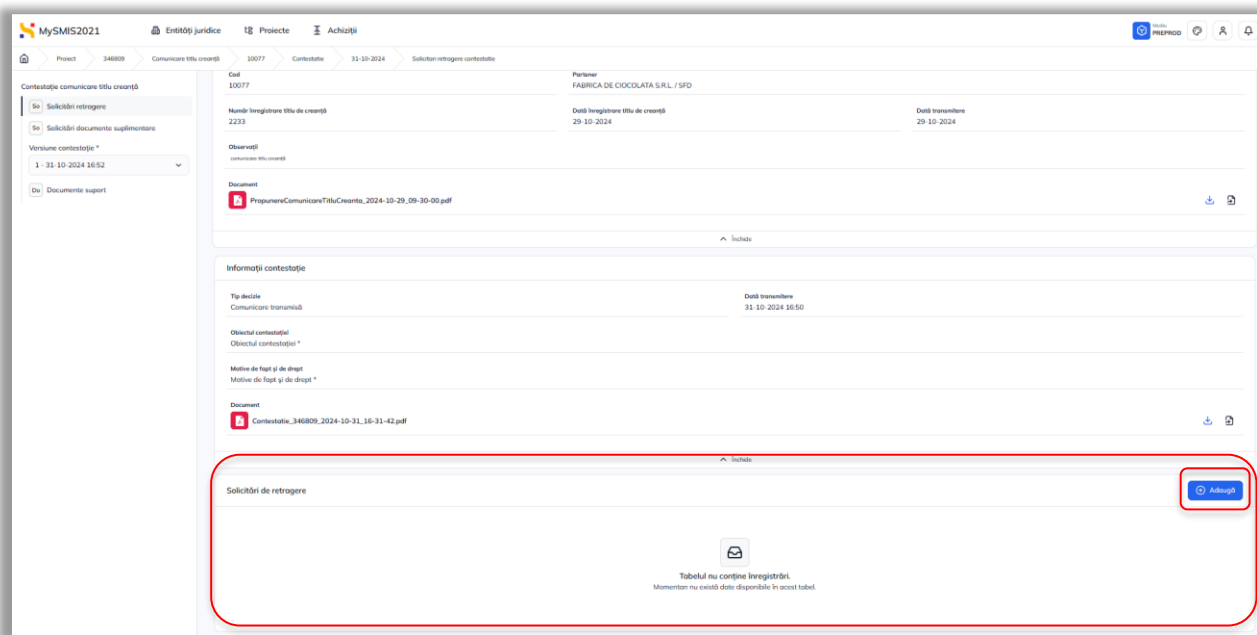 MySMIS2021
Entități juridice
Proiecte
Achiziții
Mediu
PREPROD
Proiect
346809
Comunicare titlu creanță
10077
Contestatie
31-10-2024
Solicitari retragere contestatie
Contestație comunicare titlu creanță
So Solicitări retragere
So Solicitări documente suplimentare
Versiune contestație *
1 - 31-10-2024 16:52
Do Documente suport
Cod
10077
Partener
FABRICA DE CIOCOLATA S.R.L. / SFD
Număr înregistrare titlu de creanță
2233
Dată înregistrare titlu de creanță
29-10-2024
Dată transmitere
29-10-2024
Observații
comunicare titlu creanță
Document
PropunereComunicareTitluCreanta_2024-10-29_09-30-00.pdf
Închide
Informații contestație
Tip decizie
Comunicare transmisă
Dată transmitere
31-10-2024 16:50
Obiectul contestației
Obiectul contestației *
Motive de fapt și de drept
Motive de fapt și de drept *
Document
Contestatie_346809_2024-10-31_16-31-42.pdf
Închide
Solicitări de retragere
Adaugă
Tabelul nu conține înregistrări.
Momentan nu există date disponibile în acest tabel.